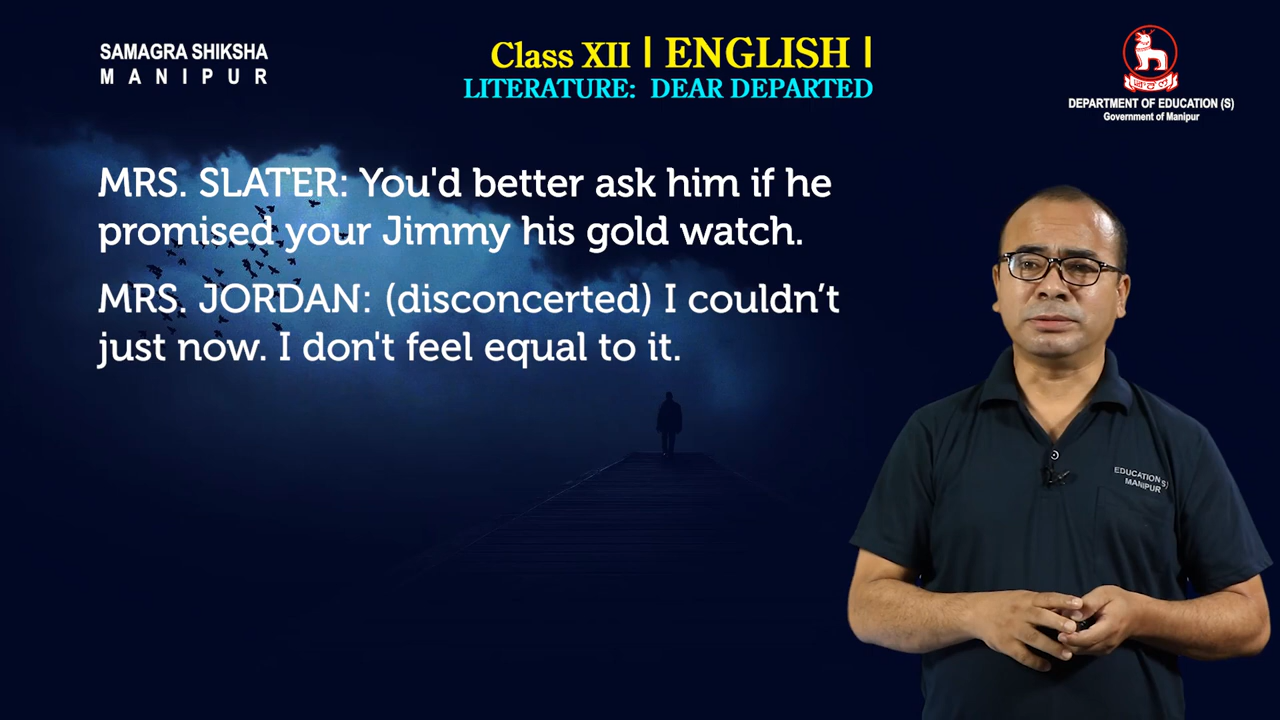 SAMAGRA SHIKSHA
MANIPUR
Class XII | ENGLISH |
LITERATURE: DEAR DEPARTED
DEPARTMENT OF EDUCATION (S)
Government of Manipur
MRS. SLATER: You'd better ask him if he
promised your Jimmy his gold watch.
MRS. JORDAN: (disconcerted) I couldn’t
just now. I don't feel equal to it.
EDUCATION S)
MANIPUR